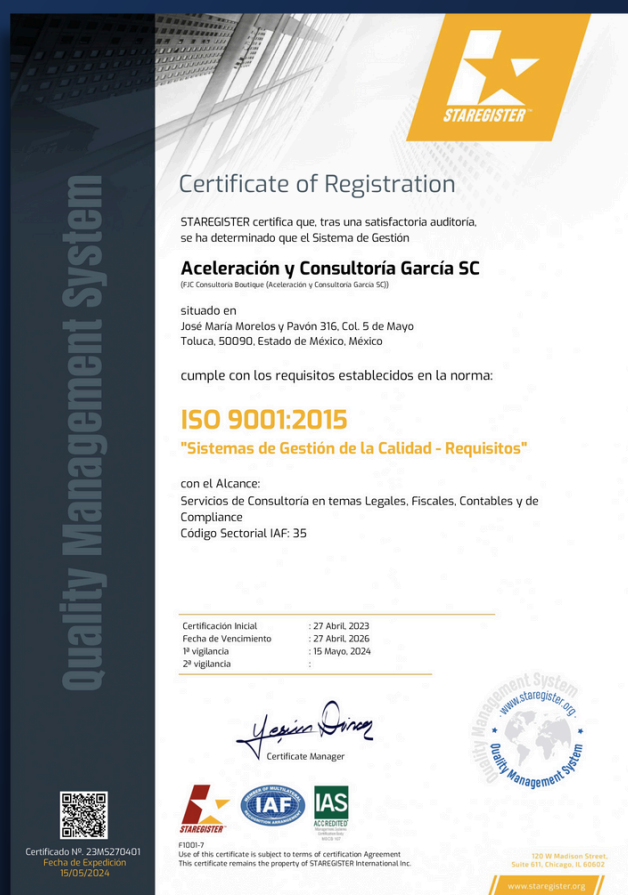 STAREGISTER™
Quality Management System
Certificate of Registration
STAREGISTER certifica que, tras una satisfactoria auditoría,
se ha determinado que el Sistema de Gestión
Aceleración y Consultoría García SC
(FJC Consultoría Boutique (Aceleración y Consultoría García SC))
situado en
José María Morelos y Pavón 316, Col. 5 de Mayo
Toluca, 50090, Estado de México, México
cumple con los requisitos establecidos en la norma:
ISO 9001:2015
"Sistemas de Gestión de la Calidad - Requisitos"
con el Alcance:
Servicios de Consultoría en temas Legales, Fiscales, Contables y de
Compliance
Código Sectorial IAF: 35
Certificación Inicial : 27 Abril, 2023
Fecha de Vencimiento : 27 Abril, 2026
1ª vigilancia : 15 Mayo, 2024
2ª vigilancia :
Certificate Manager
Quality Management System
· www.staregister.org ·
Quality Management System
STAREGISTER
IAF
IAS
ACCREDITED
F1001-7
Use of this certificate is subject to terms of certification Agreement
This certificate remains the property of STAREGISTER International Inc.
Certificado Nº. 23MS270401
Fecha de Expedición
15/05/2024
120 W Madison Street,
Suite 611, Chicago, IL 60602
www.staregister.org